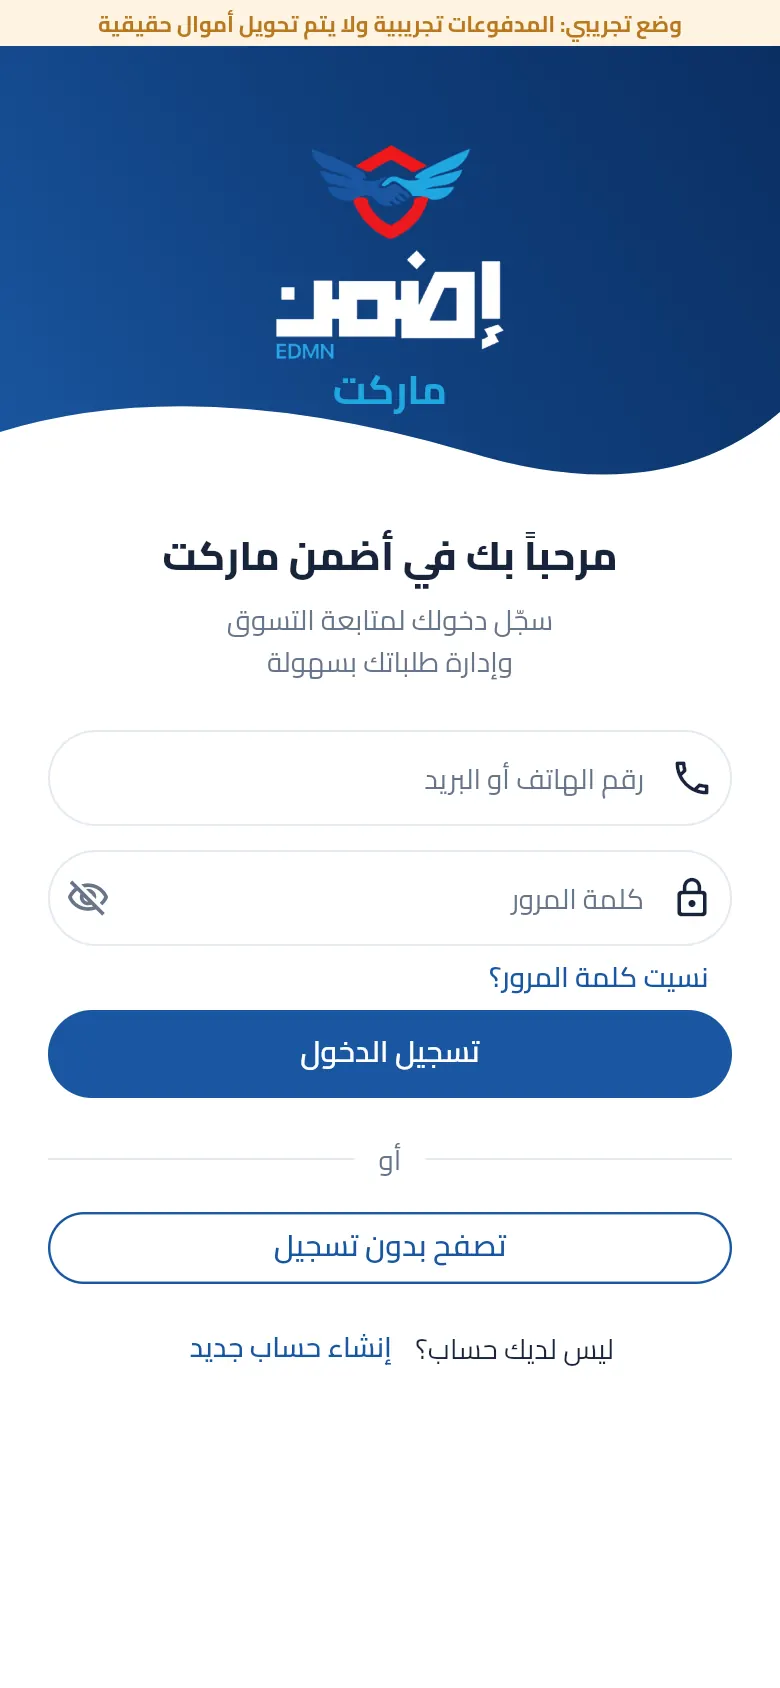 وضع تجريبي: المدفوعات تجريبية ولا يتم تحويل أموال حقيقية
إضمن
EDMN
ماركت
مرحباً بك في أضمن ماركت
سجّل دخولك لمتابعة التسوق
وإدارة طلباتك بسهولة
رقم الهاتف أو البريد
كلمة المرور
نسيت كلمة المرور؟
تسجيل الدخول
أو
تصفح بدون تسجيل
ليس لديك حساب؟ إنشاء حساب جديد